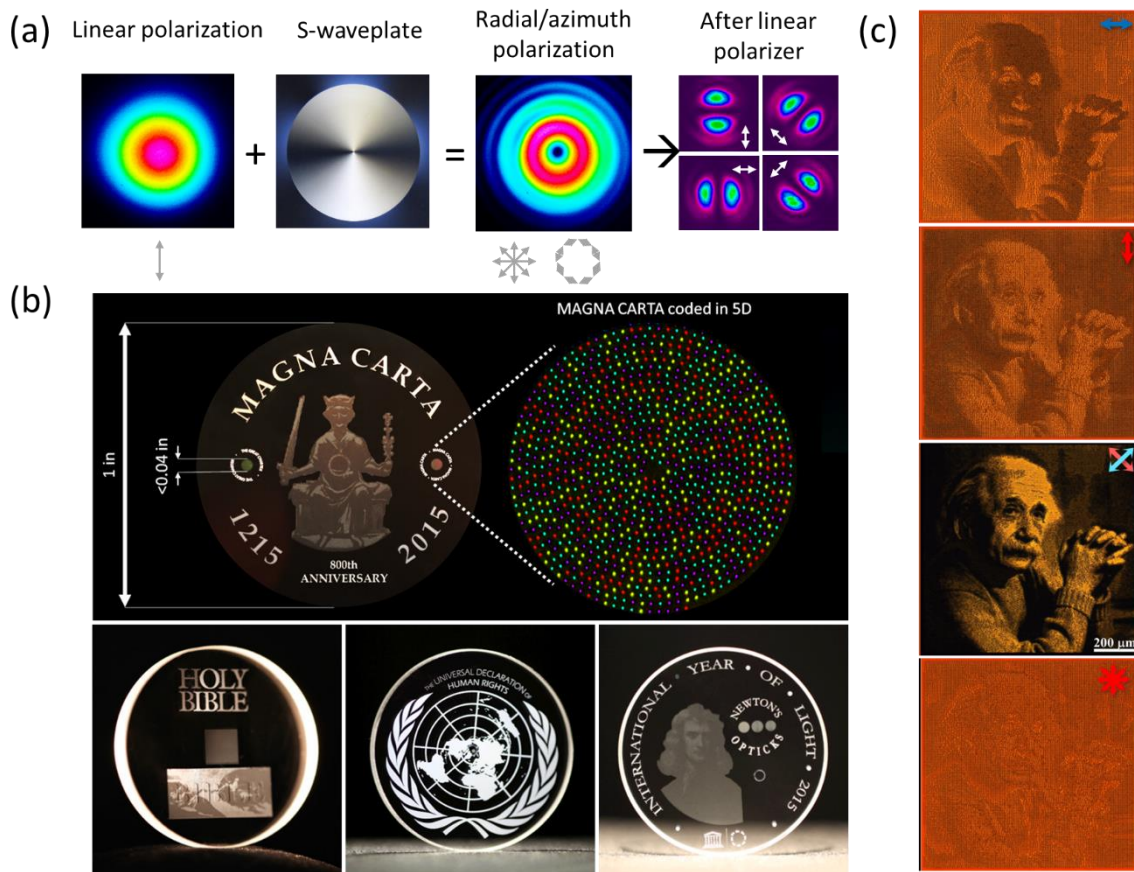 (a)
Linear polarization
S-waveplate
Radial/azimuth
polarization
After linear
polarizer
+
=
(b)
MAGNA CARTA coded in 5D
1 in
<0.04 in
MAGNA CARTA
1215
2015
800th
ANNIVERSARY
HOLY
BIBLE
THE UNIVERSAL DECLARATION OF
HUMAN RIGHTS
INTERNATIONAL YEAR OF LIGHT 2015
NEWTON'S
OPTICKS
(c)
200 μm